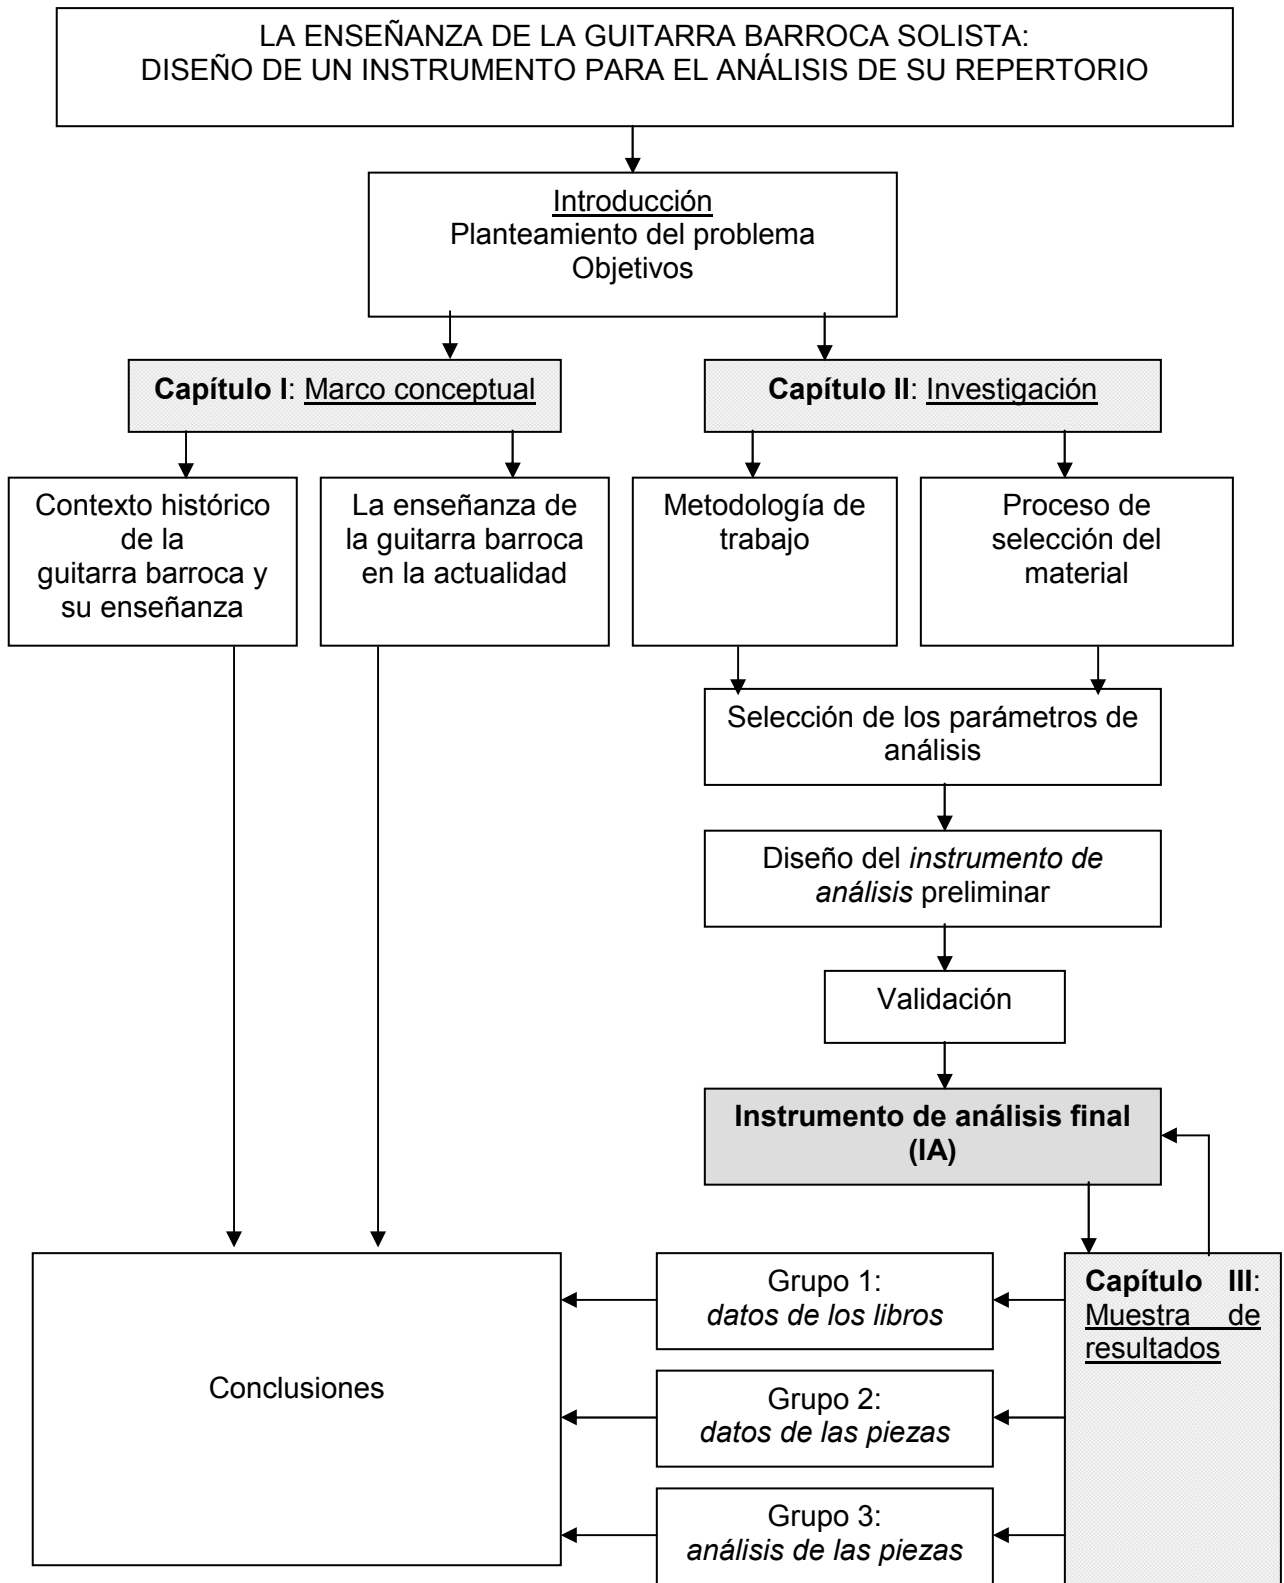 LA ENSEÑANZA DE LA GUITARRA BARROCA SOLISTA:
DISEÑO DE UN INSTRUMENTO PARA EL ANÁLISIS DE SU REPERTORIO
Introducción
Planteamiento del problema
Objetivos
Capítulo I: Marco conceptual
Capítulo II: Investigación
Contexto histórico
de la
guitarra barroca y
su enseñanza
La enseñanza de
la guitarra barroca
en la actualidad
Metodología de
trabajo
Proceso de
selección del
material
Selección de los parámetros de
análisis
Diseño del instrumento de
análisis preliminar
Validación
Instrumento de análisis final
(IA)
Capítulo III:
Muestra de
resultados
Grupo 1:
datos de los libros
Grupo 2:
datos de las piezas
Grupo 3:
análisis de las piezas
Conclusiones